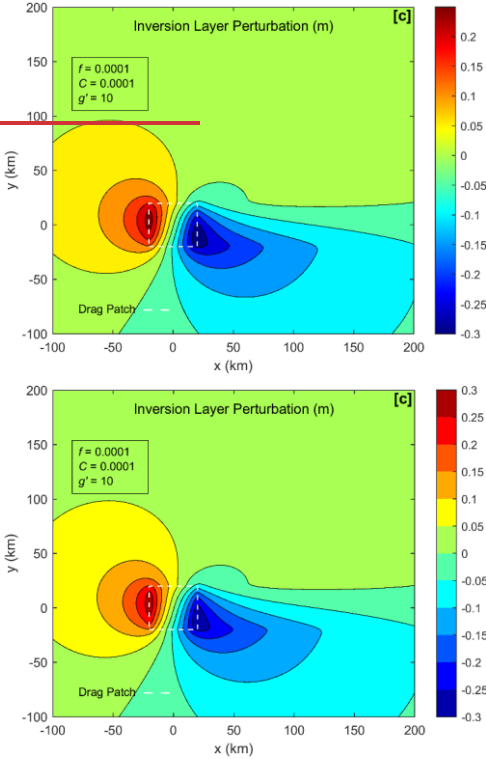 200
[c]
Inversion Layer Perturbation (m)
0.2
150
f = 0.0001
C = 0.0001
g' = 10
0.15
100
0.1
0.05
50
0
y (km)
-0.05
0
-0.1
-0.15
-50
-0.2
Drag Patch
-0.25
-100
-0.3
-100 -50 0 50 100 150 200
x (km)
200
[c]
0.3
Inversion Layer Perturbation (m)
0.25
150
0.2
f = 0.0001
C = 0.0001
g' = 10
0.15
100
0.1
50
0.05
y (km)
0
0
-0.05
-0.1
-50
-0.15
-0.2
Drag Patch
-0.25
-100
-0.3
-100 -50 0 50 100 150 200
x (km)